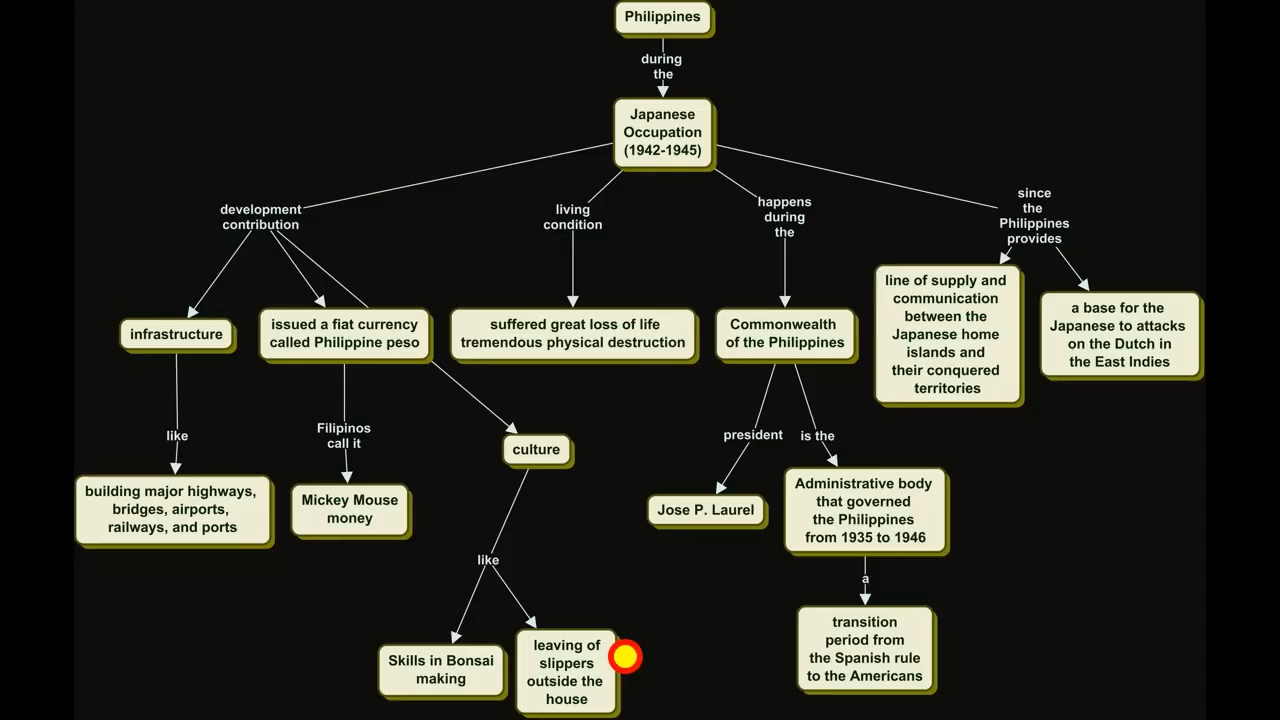 Philippines
during
the
Japanese
Occupation
(1942-1945)
development
contribution
living
condition
happens
during
the
since
the
Philippines
provides
infrastructure
issued a fiat currency
called Philippine peso
suffered great loss of life
tremendous physical destruction
Commonwealth
of the Philippines
line of supply and
communication
between the
Japanese home
islands and
their conquered
territories
a base for the
Japanese to attacks
on the Dutch in
the East Indies
like
Filipinos
call it
culture
president
is the
building major highways,
bridges, airports,
railways, and ports
Mickey Mouse
money
Jose P. Laurel
Administrative body
that governed
the Philippines
from 1935 to 1946
like
a
Skills in Bonsai
making
leaving of
slippers
outside the
house
transition
period from
the Spanish rule
to the Americans